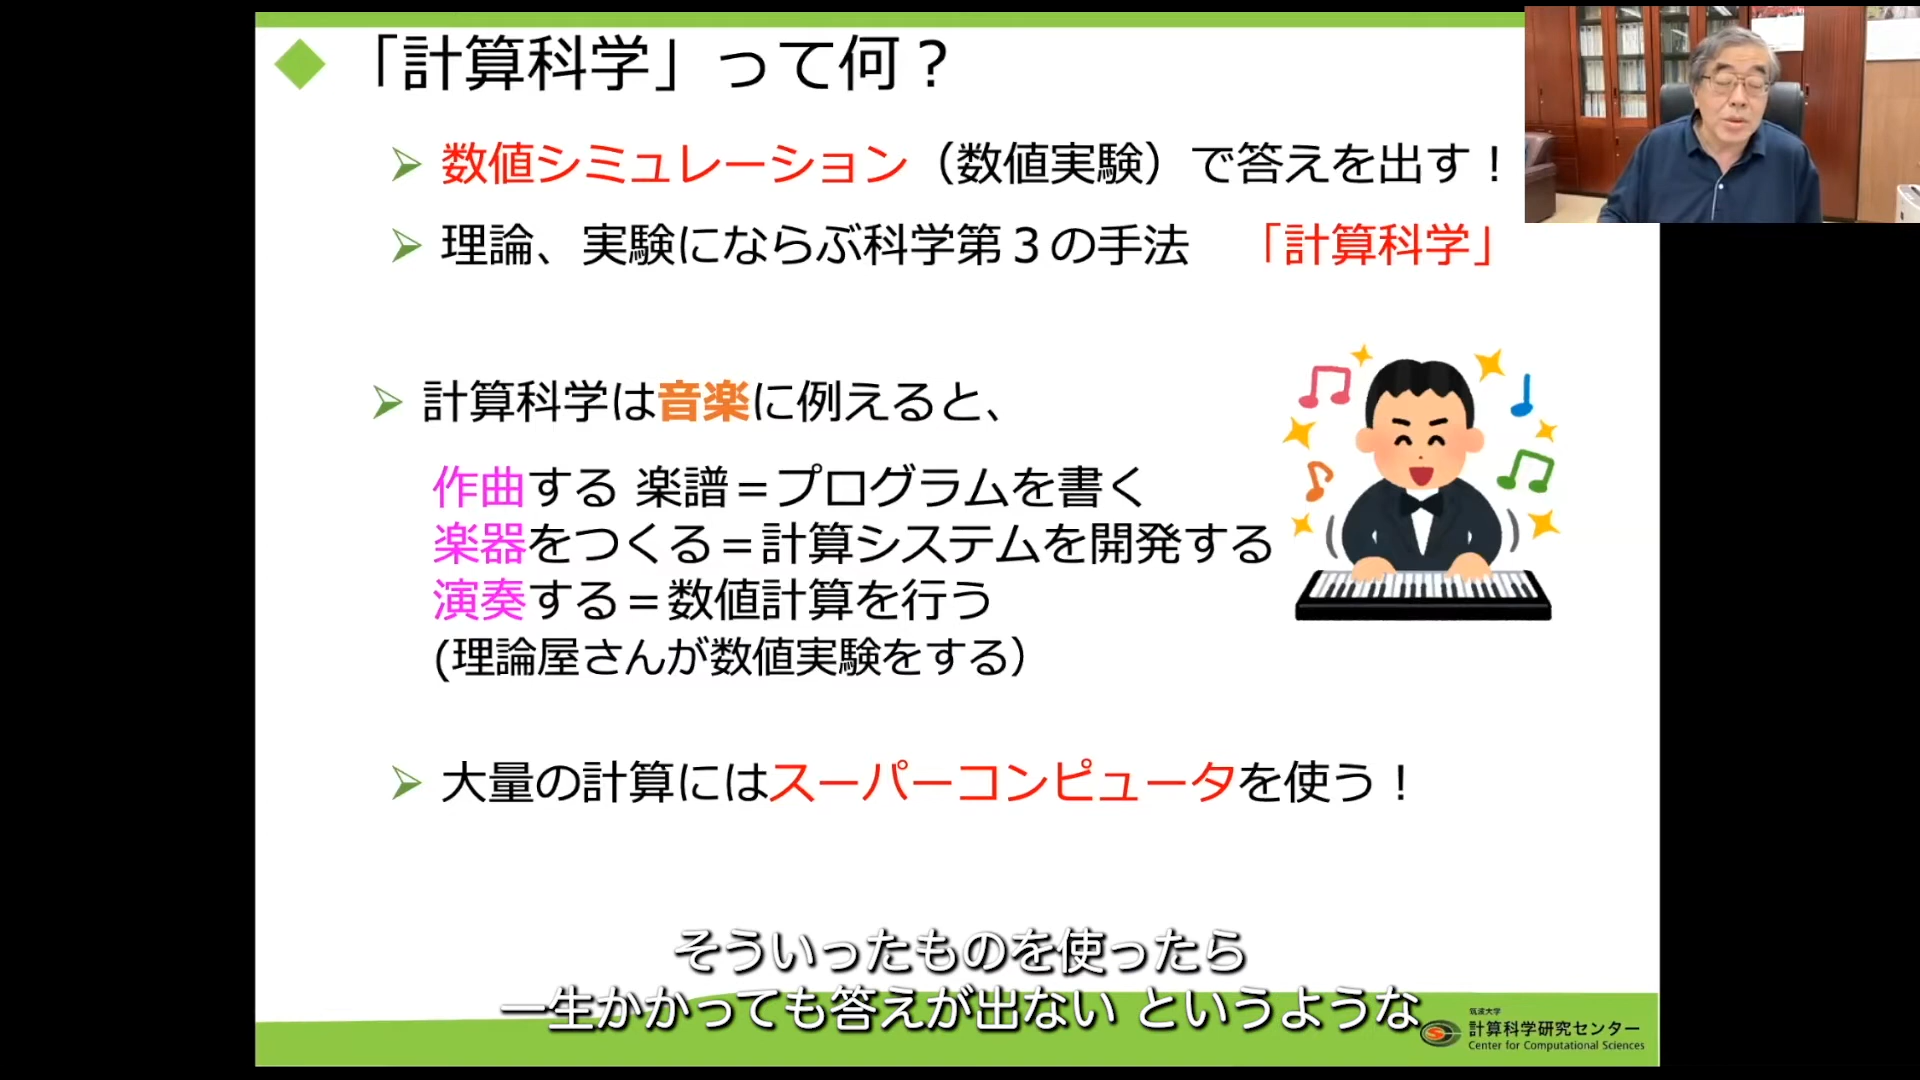 「計算科学」って何？
数値シミュレーション（数値実験）で答えを出す！
理論、実験にならぶ科学第３の手法　「計算科学」
計算科学は音楽に例えると、
作曲する 楽譜＝プログラムを書く
楽器をつくる＝計算システムを開発する
演奏する＝数値計算を行う
(理論屋さんが数値実験をする）
大量の計算にはスーパーコンピュータを使う！
そういったものを使ったら
一生かかっても答えが出ない というような
筑波大学
計算科学研究センター
Center for Computational Sciences